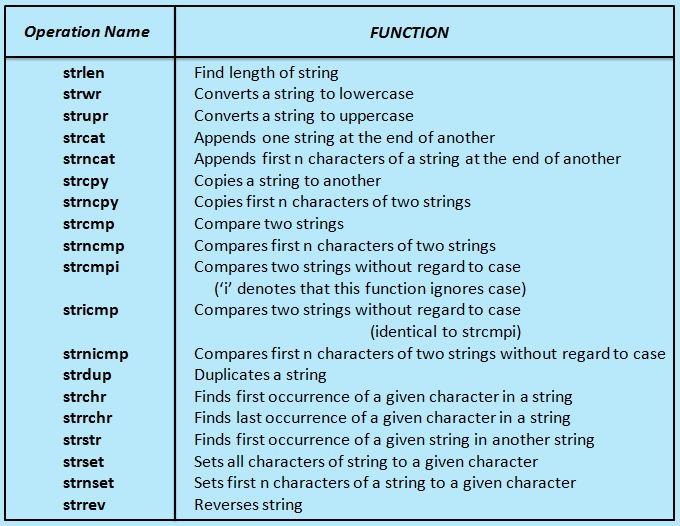 Operation Name FUNCTION
strlen Find length of string
strwr Converts a string to lowercase
strupr Converts a string to uppercase
strcat Appends one string at the end of another
strncat Appends first n characters of a string at the end of another
strcpy Copies a string to another
strncpy Copies first n characters of two strings
strcmp Compare two strings
strncmp Compares first n characters of two strings
strcmpi Compares two strings without regard to case
(‘i’ denotes that this function ignores case)
stricmp Compares two strings without regard to case
(identical to strcmpi)
strnicmp Compares first n characters of two strings without regard to case
strdup Duplicates a string
strchr Finds first occurrence of a given character in a string
strrchr Finds last occurrence of a given character in a string
strstr Finds first occurrence of a given string in another string
strset Sets all characters of string to a given character
strnset Sets first n characters of a string to a given character
strrev Reverses string